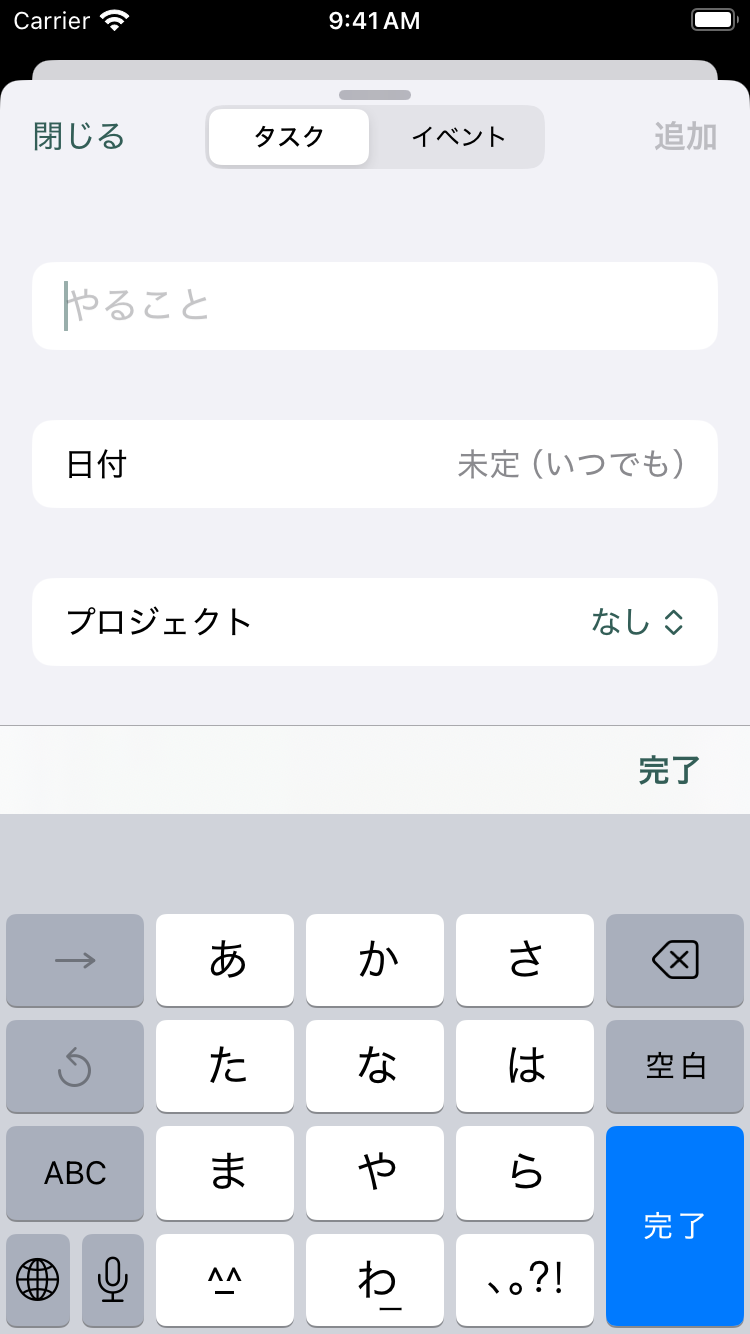 Carrier 9:41 AM
閉じる タスク イベント 追加
やること
日付 未定（いつでも）
プロジェクト なし
完了
→ あ か さ
た な は 空白
ABC ま や ら 完了
^_^ わ_ 、。?!